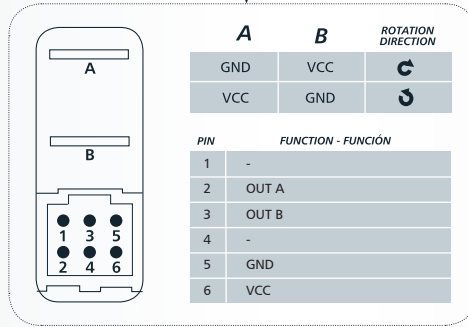 A
B
1 3 5
2 4 6
A B ROTATION DIRECTION
GND VCC
VCC GND
PIN FUNCTION - FUNCIÓN
1 -
2 OUT A
3 OUT B
4 -
5 GND
6 VCC